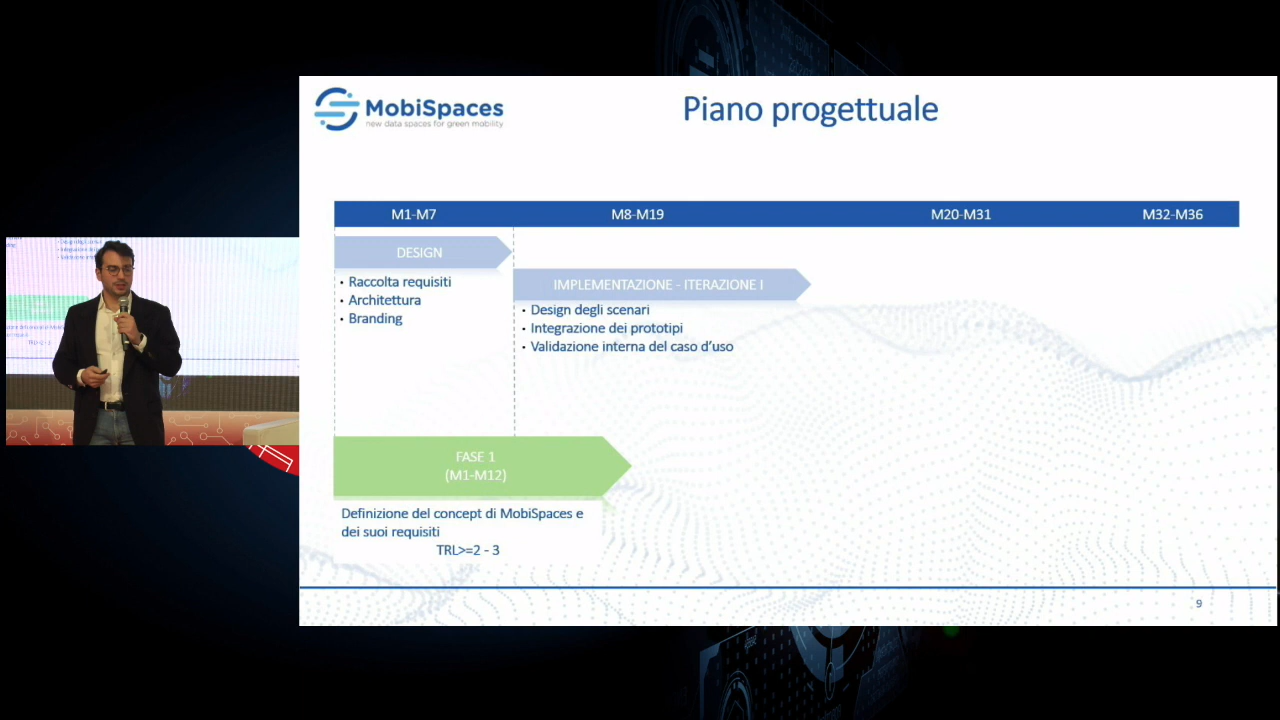 MobiSpaces
new data spaces for green mobility
Piano progettuale
M1-M7
M8-M19
M20-M31
M32-M36
DESIGN
• Raccolta requisiti
• Architettura
• Branding
IMPLEMENTAZIONE - ITERAZIONE I
• Design degli scenari
• Integrazione dei prototipi
• Validazione interna del caso d'uso
FASE 1
(M1-M12)
Definizione del concept di MobiSpaces e
dei suoi requisiti
TRL>=2 - 3
9